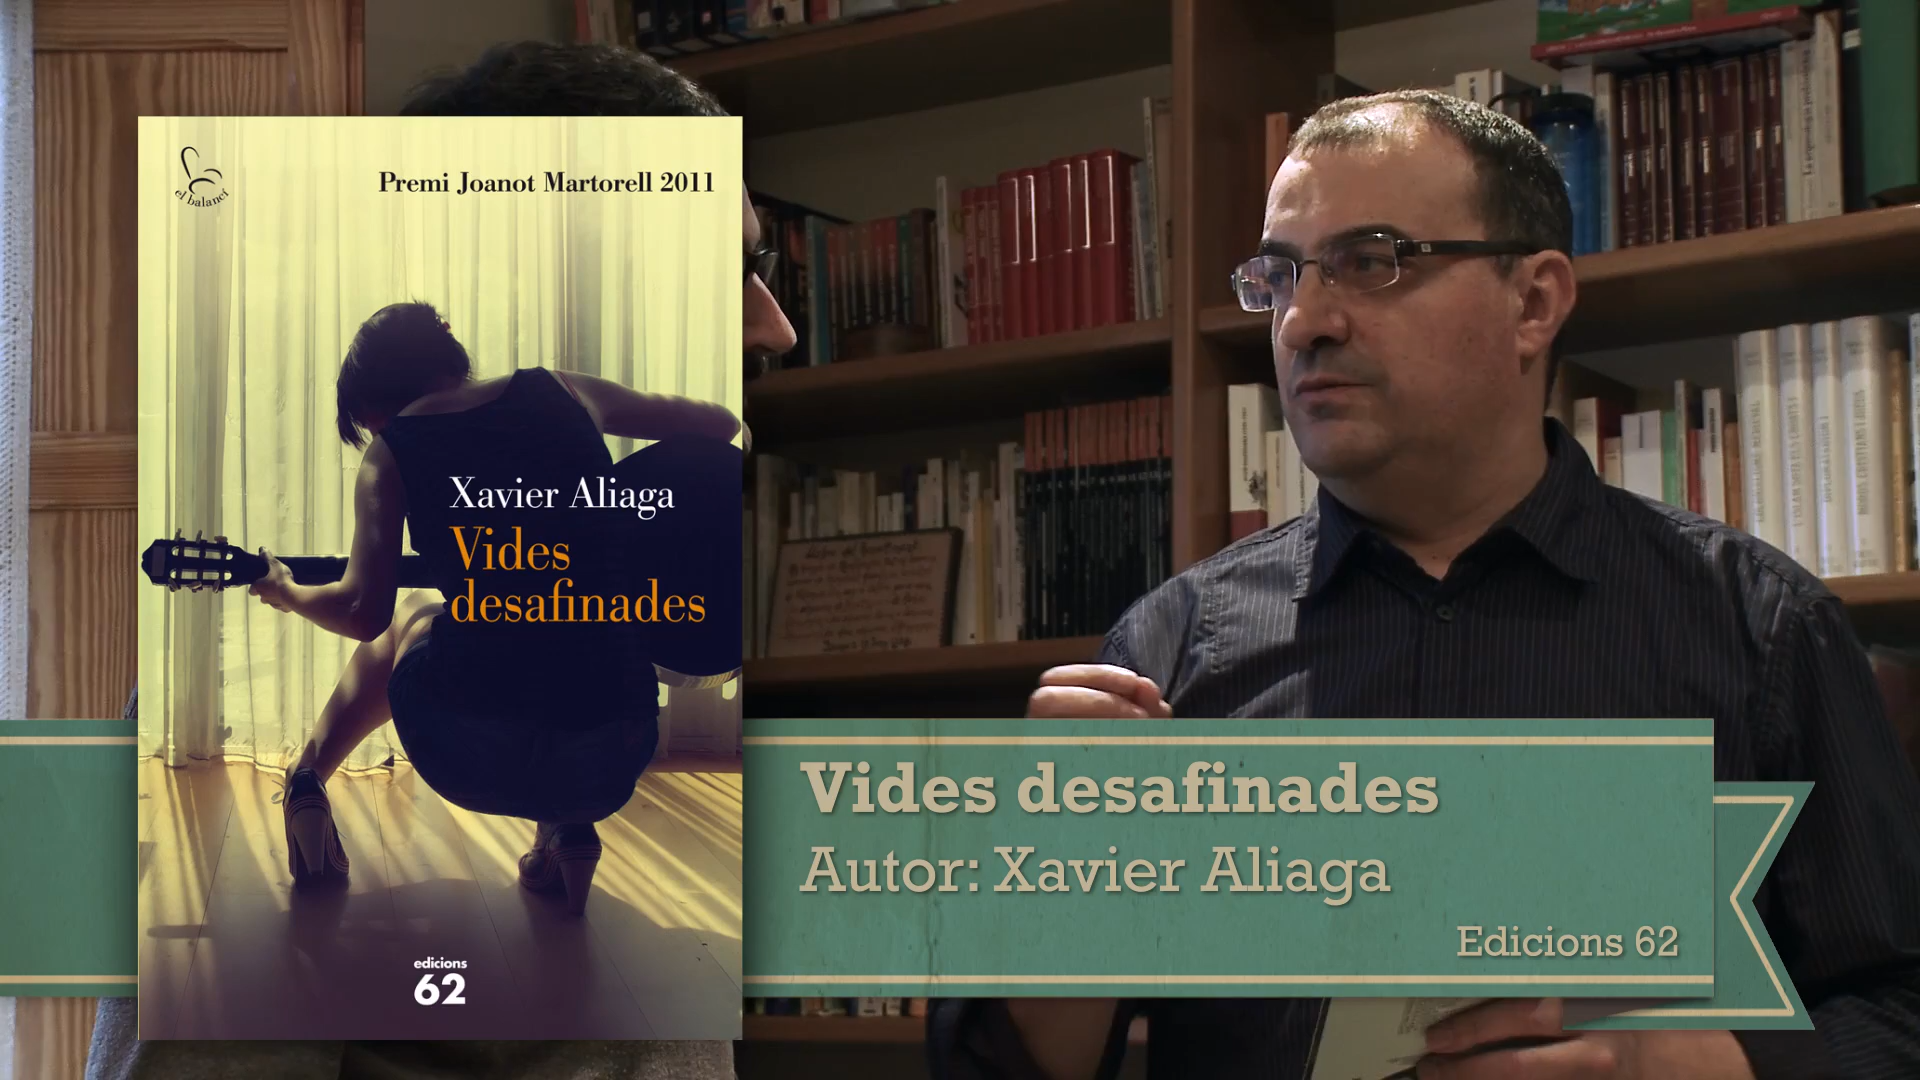 Premi Joanot Martorell 2011
el balancí
Xavier Aliaga
Vides
desafinades
edicions
62
Vides desafinades
Autor: Xavier Aliaga
Edicions 62